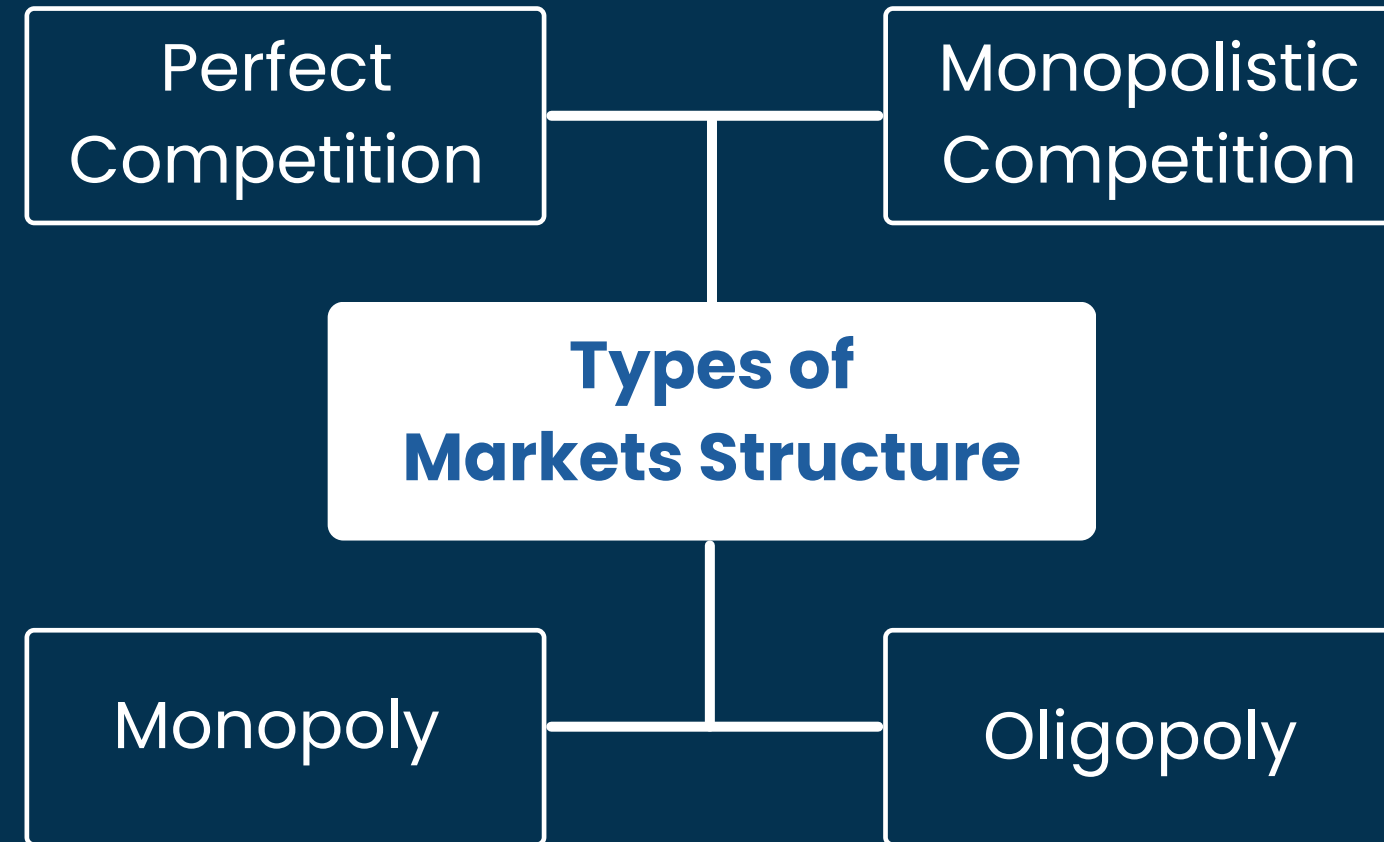 Perfect
Competition
Monopolistic
Competition
Types of
Markets Structure
Monopoly
Oligopoly